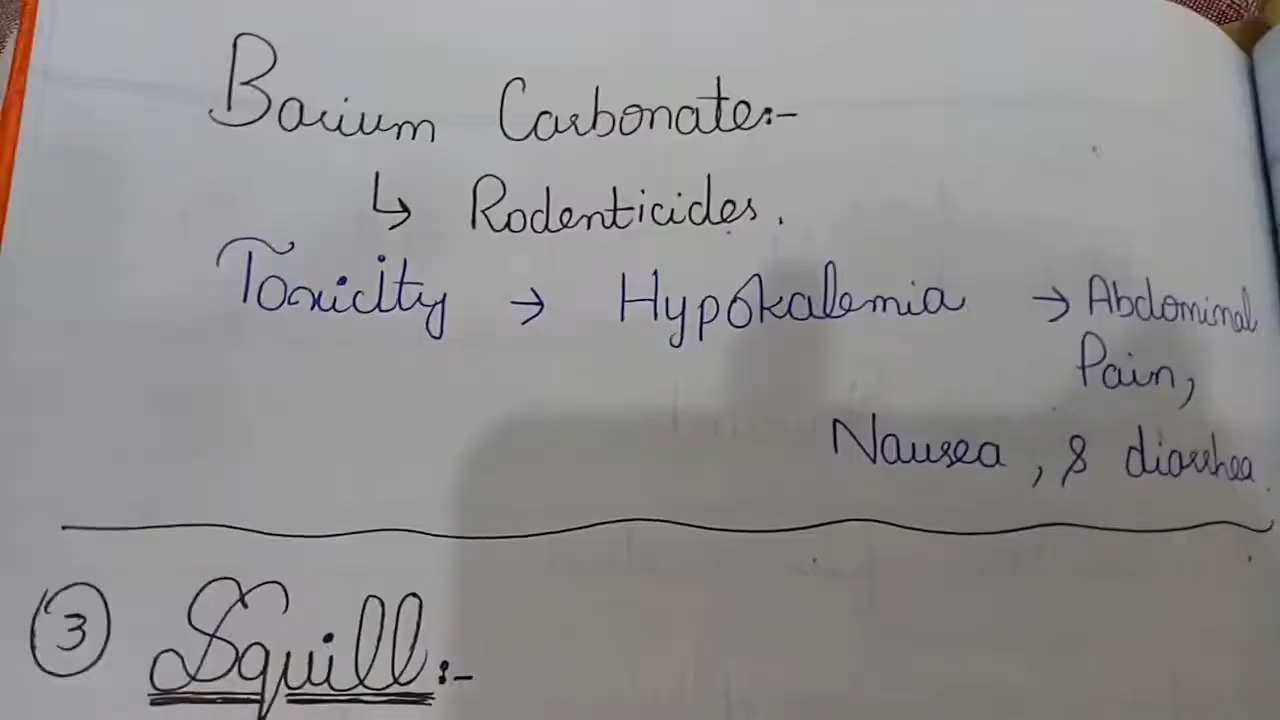 Barium Carbonate:-
↳ Rodenticides.
Toxicity → Hypokalemia → Abdominal
Pain,
Nausea, & diarrhea.
③ Squill:-